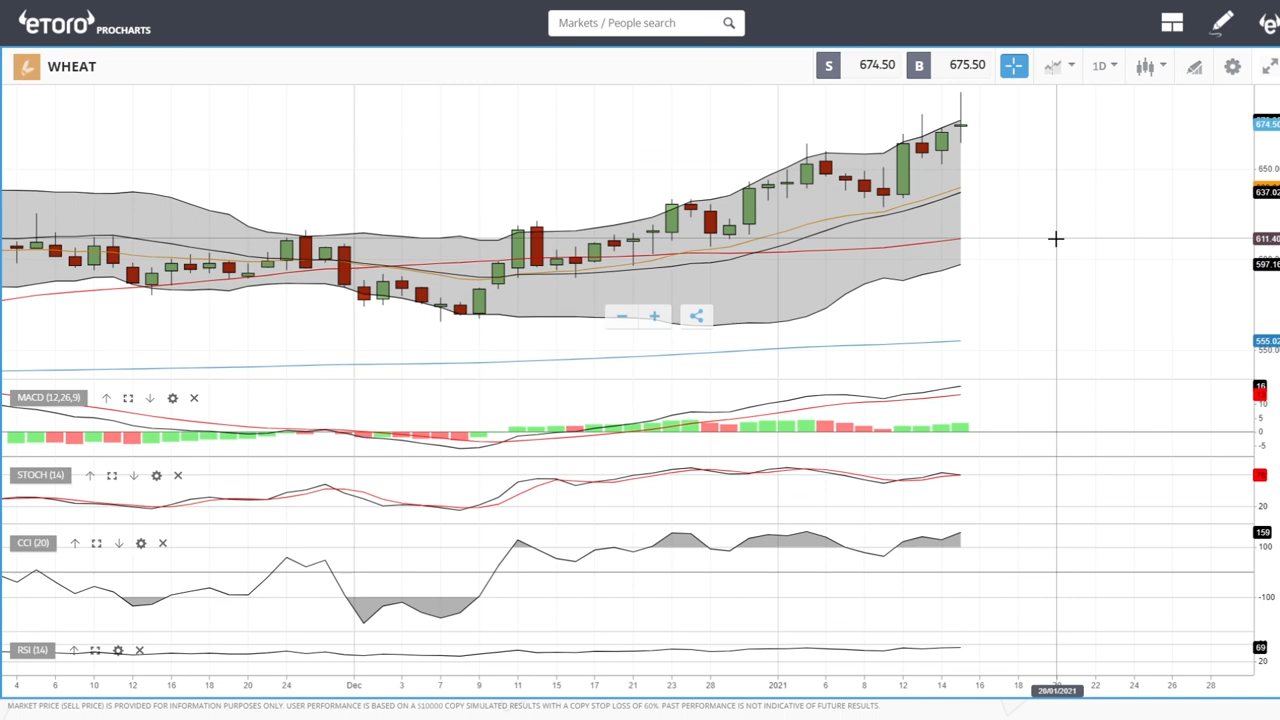 eToro PROCHARTS
Markets / People search
WHEAT
S 674.50 B 675.50
1D
674.50
650.00
637.02
611.40
597.16
555.02
550.00
MACD (12,26,9)
16
10
5
0
-5
STOCH (14)
20
CCI (20)
159
100
-100
RSI (14)
69
20
4 6 10 12 16 18 20 24 Dec 3 7 9 11 15 17 21 23 28 2021 6 8 12 14 16 18 20 22 24 26 28
20/01/2021
MARKET PRICE (SELL PRICE) IS PROVIDED FOR INFORMATION PURPOSES ONLY. USER PERFORMANCE IS BASED ON A $10000 COPY SIMULATED RESULTS WITH A COPY STOP LOSS OF 60%. PAST PERFORMANCE IS NOT INDICATIVE OF FUTURE RESULTS.